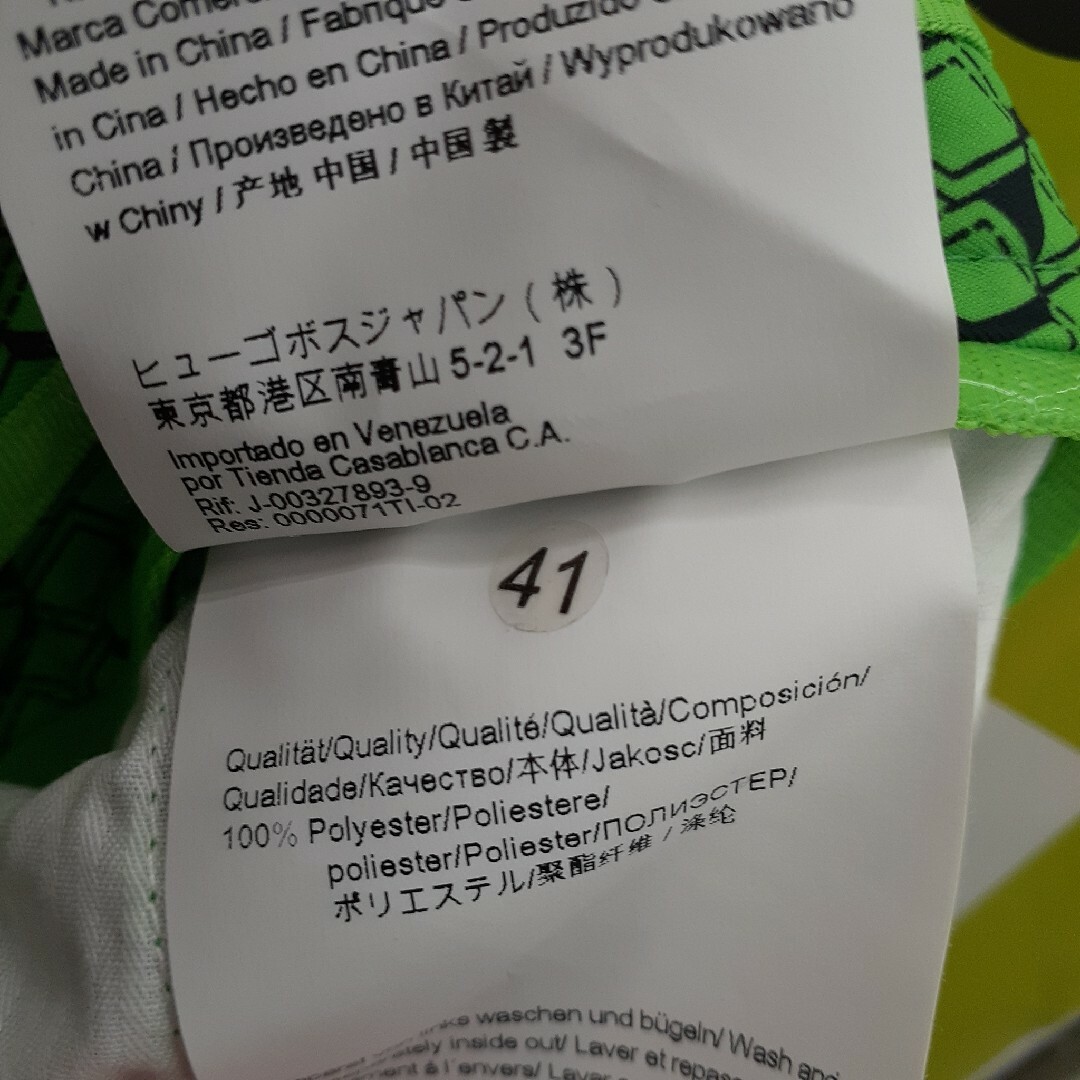 Marca
Made in China / Fabriqué
in Cina / Hecho en China / Produzido
China / Произведено в Китай / Wyprodukowano
w Chiny / 产地 中国 / 中国製
ヒューゴボスジャパン(株)
東京都港区南青山 5-2-1 3F
Importado en Venezuela
por Tienda Casablanca C.A.
Rif: J-00327893-9
Res: 0000071TI-02
41
Qualität/Quality/Qualité/Qualità/Composición/
Qualidade/Качество/本体/Jakosc/面料
100% Polyester/Poliestere/
poliester/Poliester/ПОЛИЭСТЕР/
ポリエステル/聚酯纤维 / 涤纶
waschen und bügeln/ Wash and
inside out/ Laver et
à l'envers/